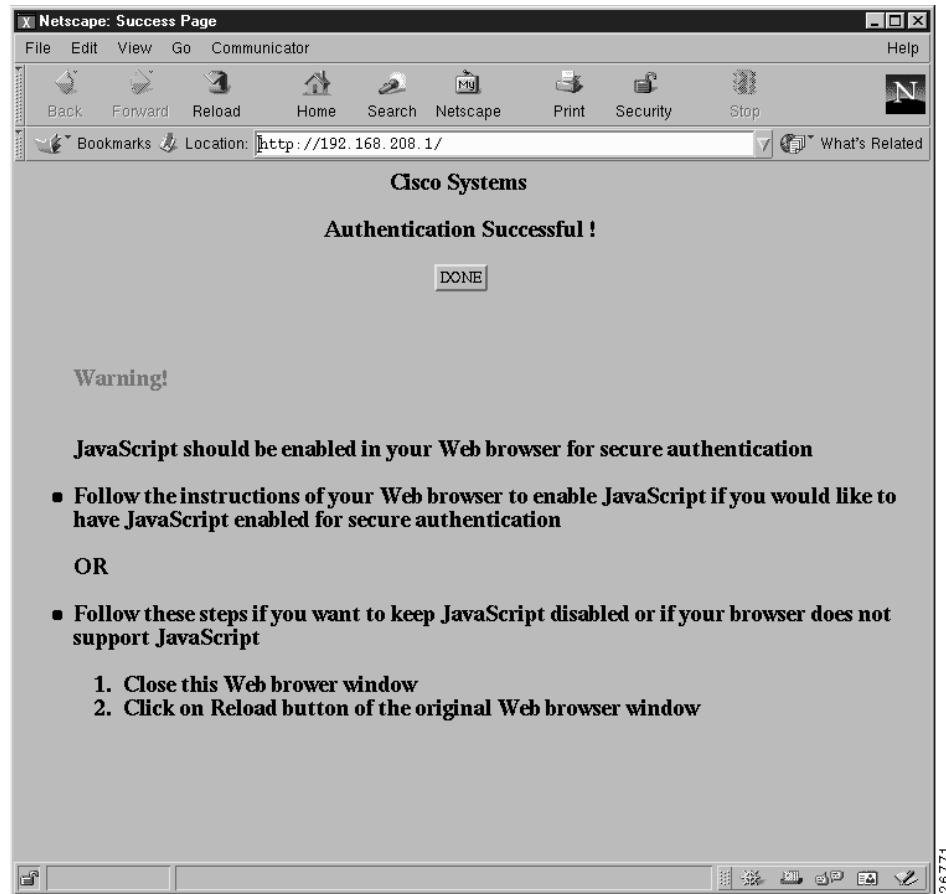 X Netscape: Success Page
File Edit View Go Communicator Help
My N
Back Forward Reload Home Search Netscape Print Security Stop
Bookmarks Location: http://192.168.208.1/ What's Related
Cisco Systems
Authentication Successful !
DONE
Warning!
JavaScript should be enabled in your Web browser for secure authentication
Follow the instructions of your Web browser to enable JavaScript if you would like to
have JavaScript enabled for secure authentication
OR
Follow these steps if you want to keep JavaScript disabled or if your browser does not
support JavaScript
1. Close this Web brower window
2. Click on Reload button of the original Web browser window
26771